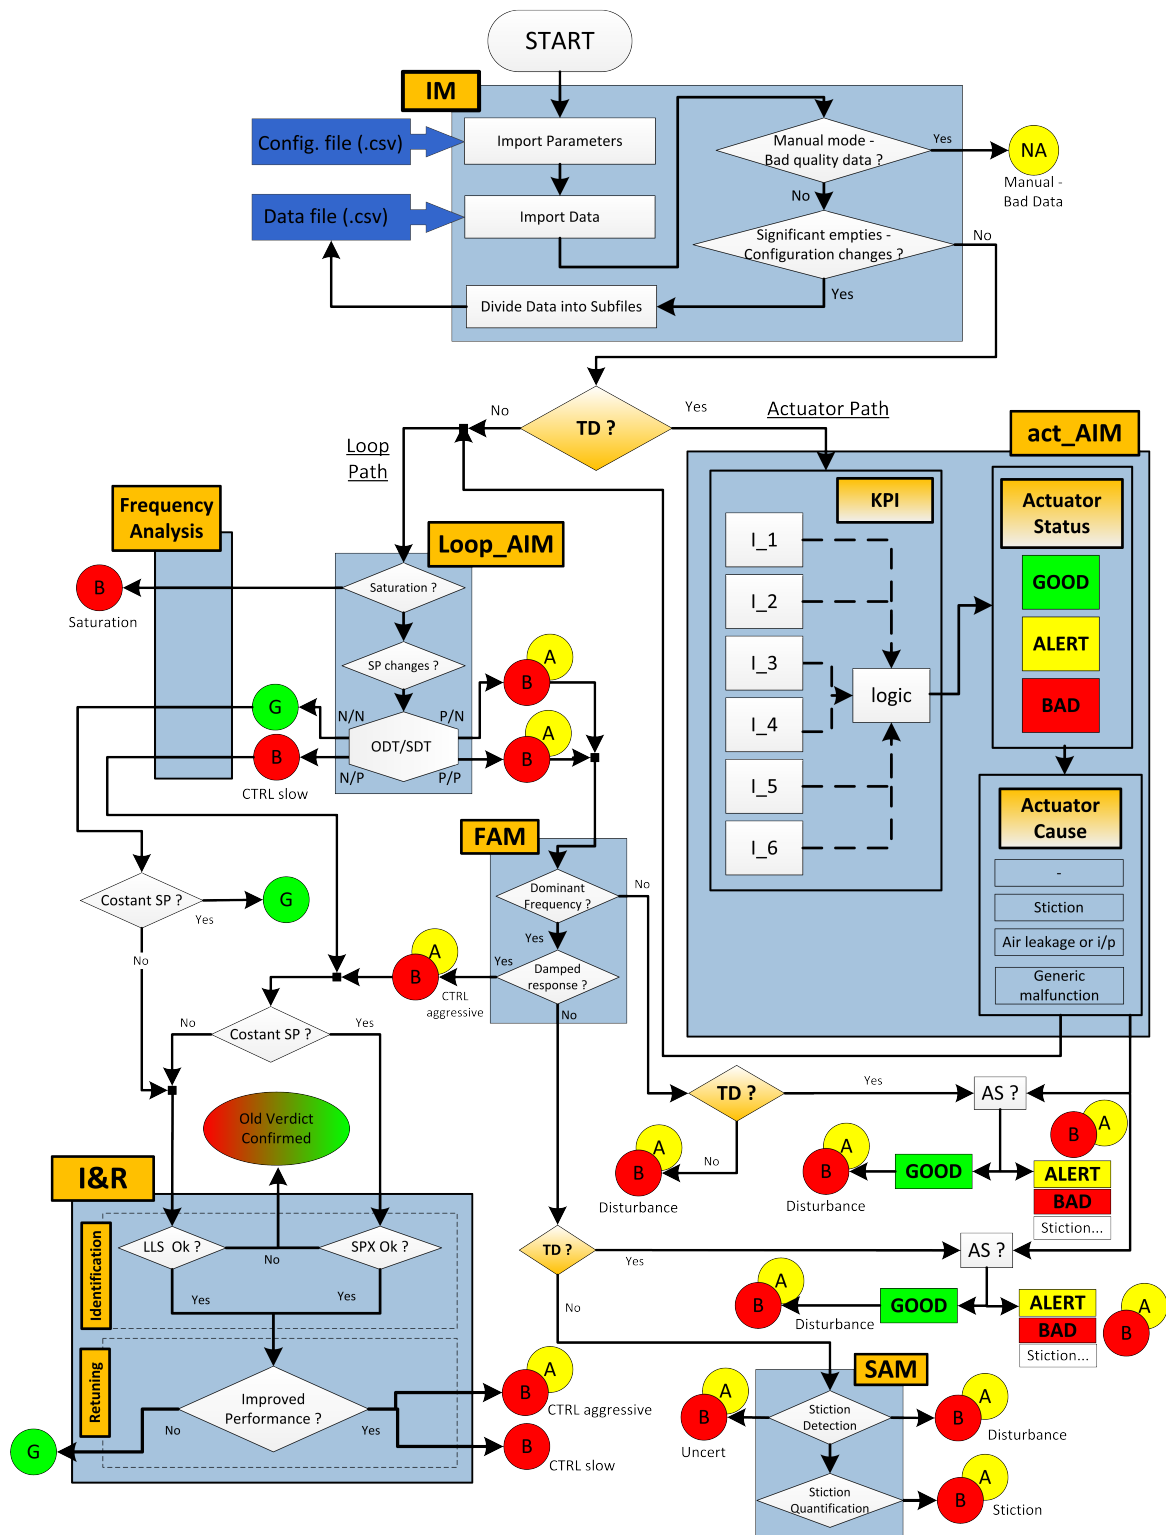 START
IM
Config. file (.csv)
Import Parameters
Manual mode -
Bad quality data ?
Yes
NA
Manual -
Bad Data
No
Data file (.csv)
Import Data
Significant empties -
Configuration changes ?
No
Yes
Divide Data into Subfiles
TD ?
No
Yes
Actuator Path
Loop
Path
act_AIM
KPI
I_1
I_2
I_3
I_4
I_5
I_6
logic
Actuator
Status
GOOD
ALERT
BAD
Actuator
Cause
-
Stiction
Air leakage or i/p
Generic
malfunction
Frequency
Analysis
Loop_AIM
B
Saturation
Saturation ?
SP changes ?
A
B
G
N/N
P/N
ODT/SDT
A
B
B
N/P
P/P
CTRL slow
FAM
Dominant
Frequency ?
No
Yes
Damped
response ?
Yes
No
A
B
CTRL
aggressive
Costant SP ?
Yes
G
No
Costant SP ?
No
Yes
Old Verdict
Confirmed
TD ?
Yes
No
AS ?
A
B
Disturbance
A
B
Disturbance
GOOD
B
A
ALERT
BAD
Stiction...
I&R
Identification
LLS Ok ?
No
SPX Ok ?
Yes
Yes
TD ?
Yes
No
AS ?
A
B
Disturbance
GOOD
ALERT
BAD
Stiction...
A
B
Retuning
Improved
Performance ?
No
Yes
G
A
B
CTRL aggressive
B
CTRL slow
SAM
A
B
Uncert
Stiction
Detection
A
B
Disturbance
Stiction
Quantification
A
B
Stiction